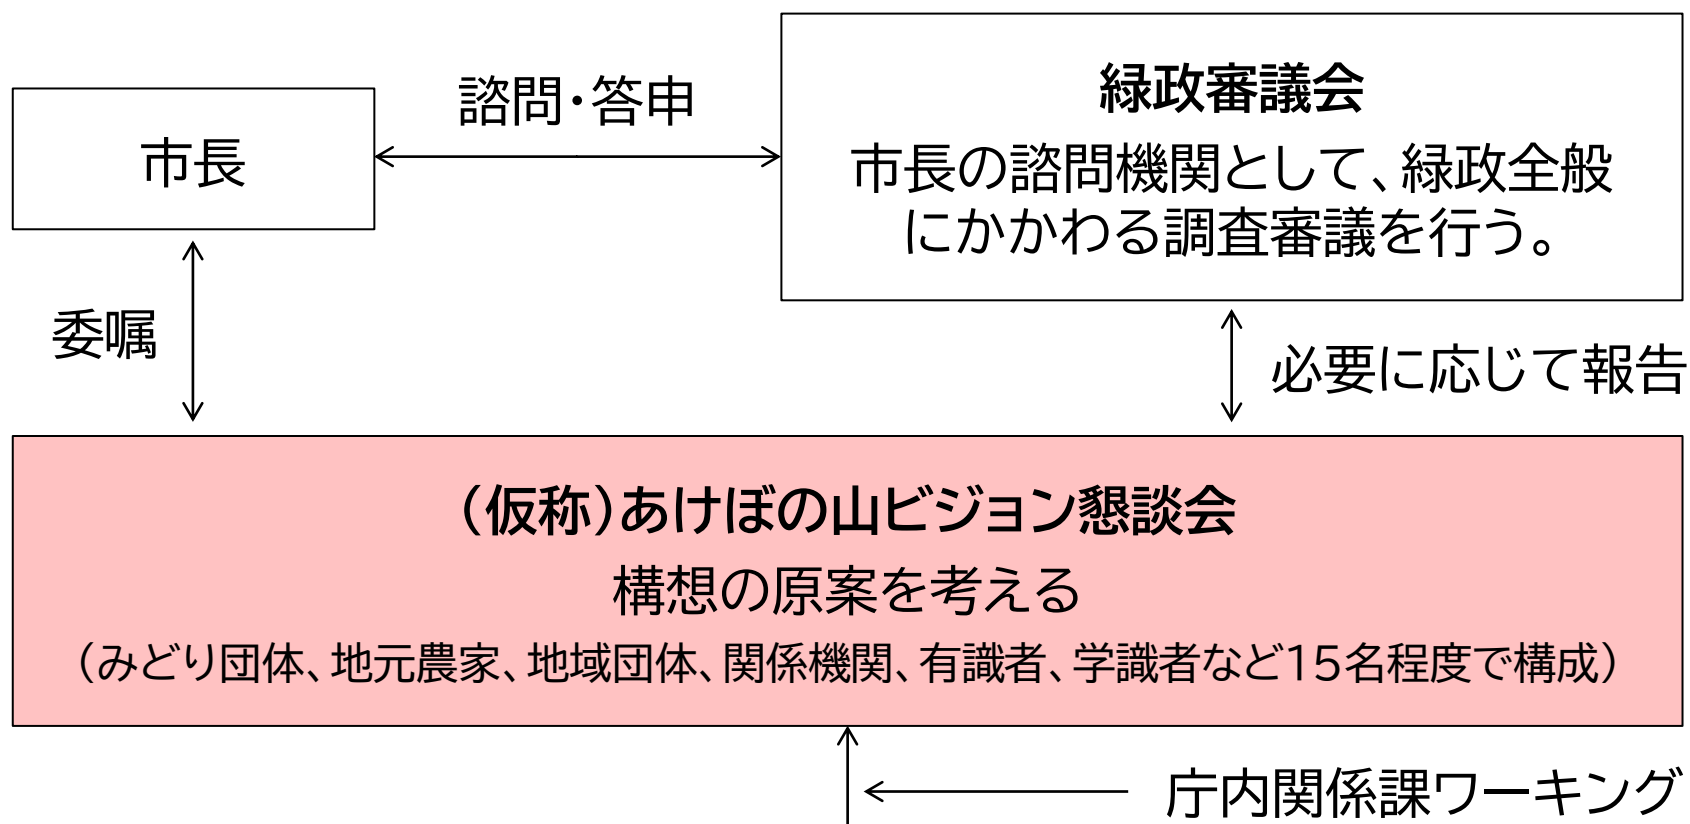 諮問・答申
市長
緑政審議会
市長の諮問機関として、緑政全般
にかかわる調査審議を行う。
委嘱
必要に応じて報告
（仮称）あけぼの山ビジョン懇談会
構想の原案を考える
（みどり団体、地元農家、地域団体、関係機関、有識者、学識者など15名程度で構成）
庁内関係課ワーキング